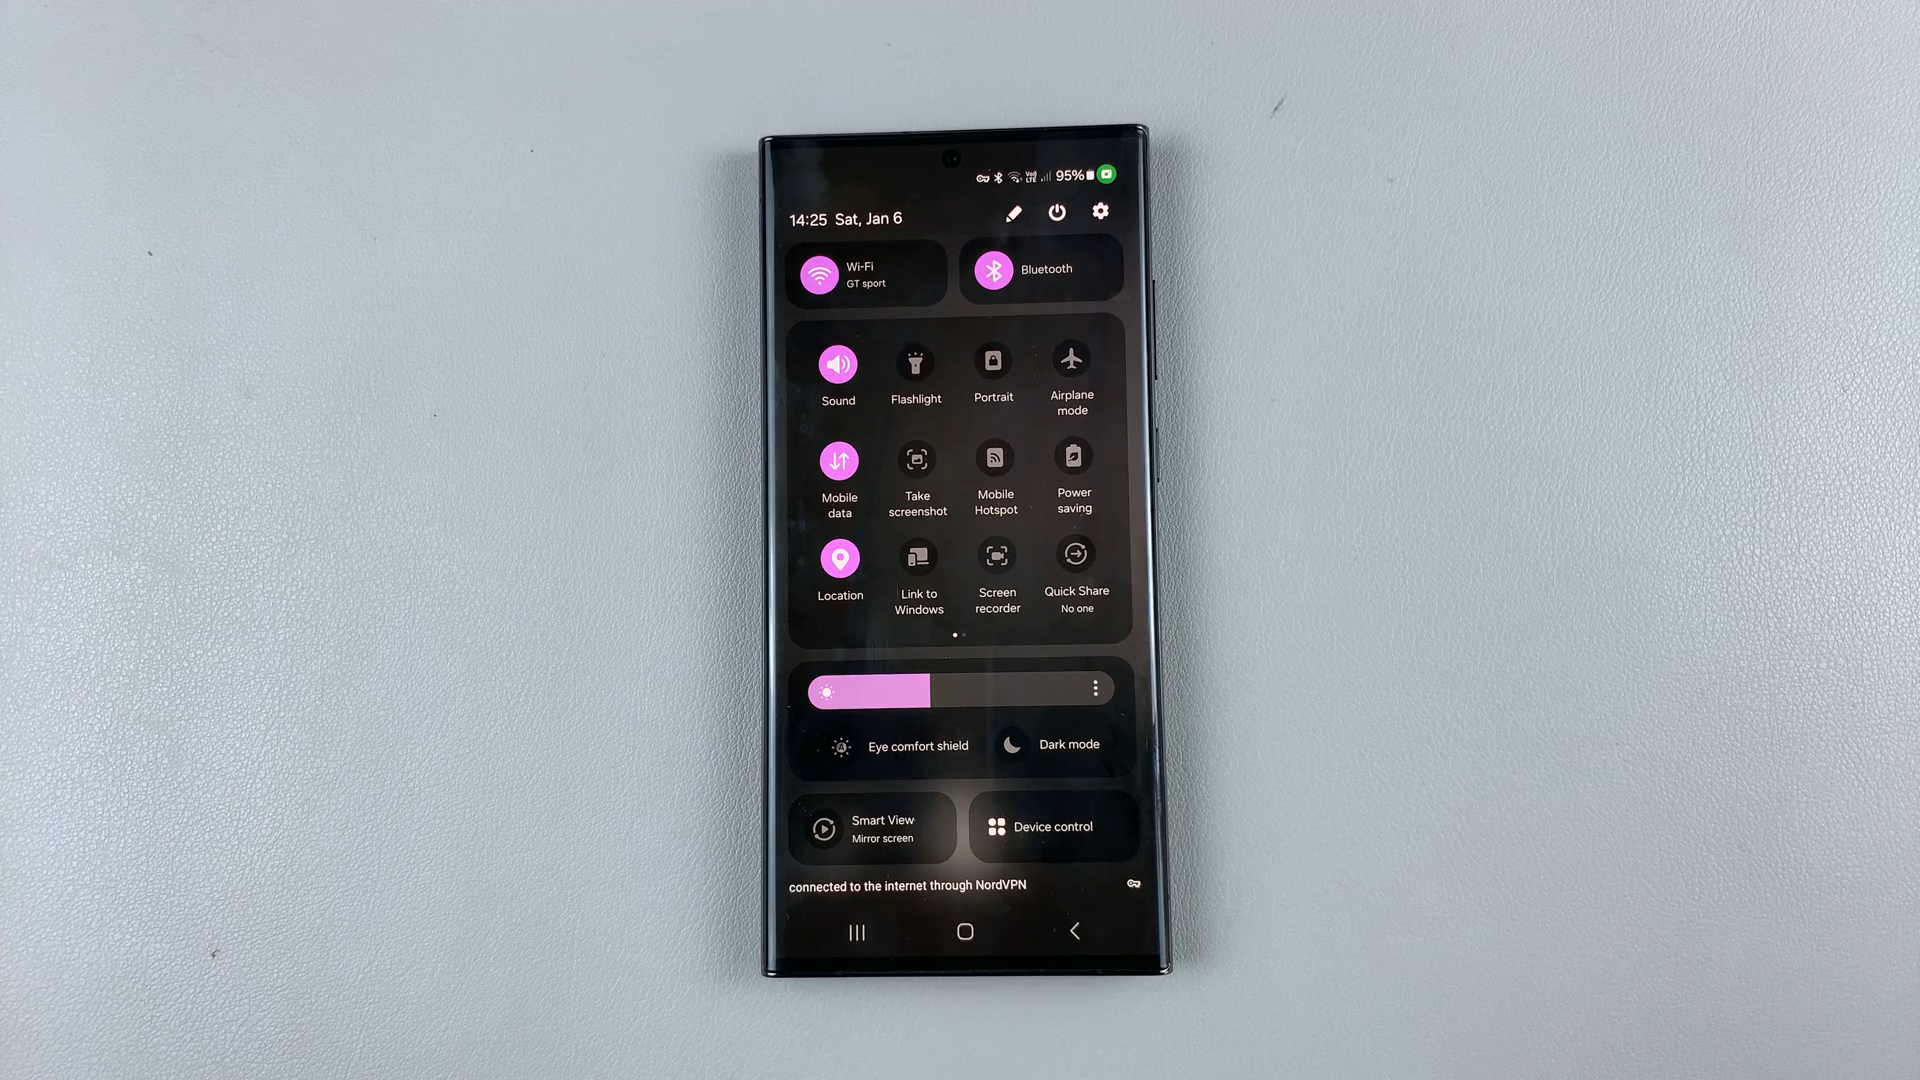 Vo) LTE 95%
14:25 Sat, Jan 6
Wi-Fi
GT sport
Bluetooth
Sound
Flashlight
Portrait
Airplane
mode
Mobile
data
Take
screenshot
Mobile
Hotspot
Power
saving
Location
Link to
Windows
Screen
recorder
Quick Share
No one
Eye comfort shield
Dark mode
Smart View
Mirror screen
Device control
connected to the internet through NordVPN